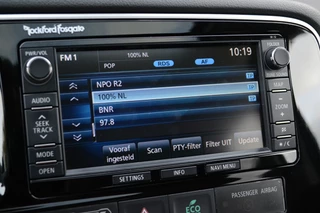 Rockford Fosgate
PWR/VOL
FM 1
100% NL
10:19
POP
RDS
AF
NPO R2
100% NL
BNR
97.8
AUDIO
SEEK
TRACK
MODE
OPEN
ZOOM
Vooraf
ingesteld
Scan
PTY-filter
Filter UIT
Update
SETTINGS
INFO
NAVI MENU
PASSENGER AIRBAG
ECO